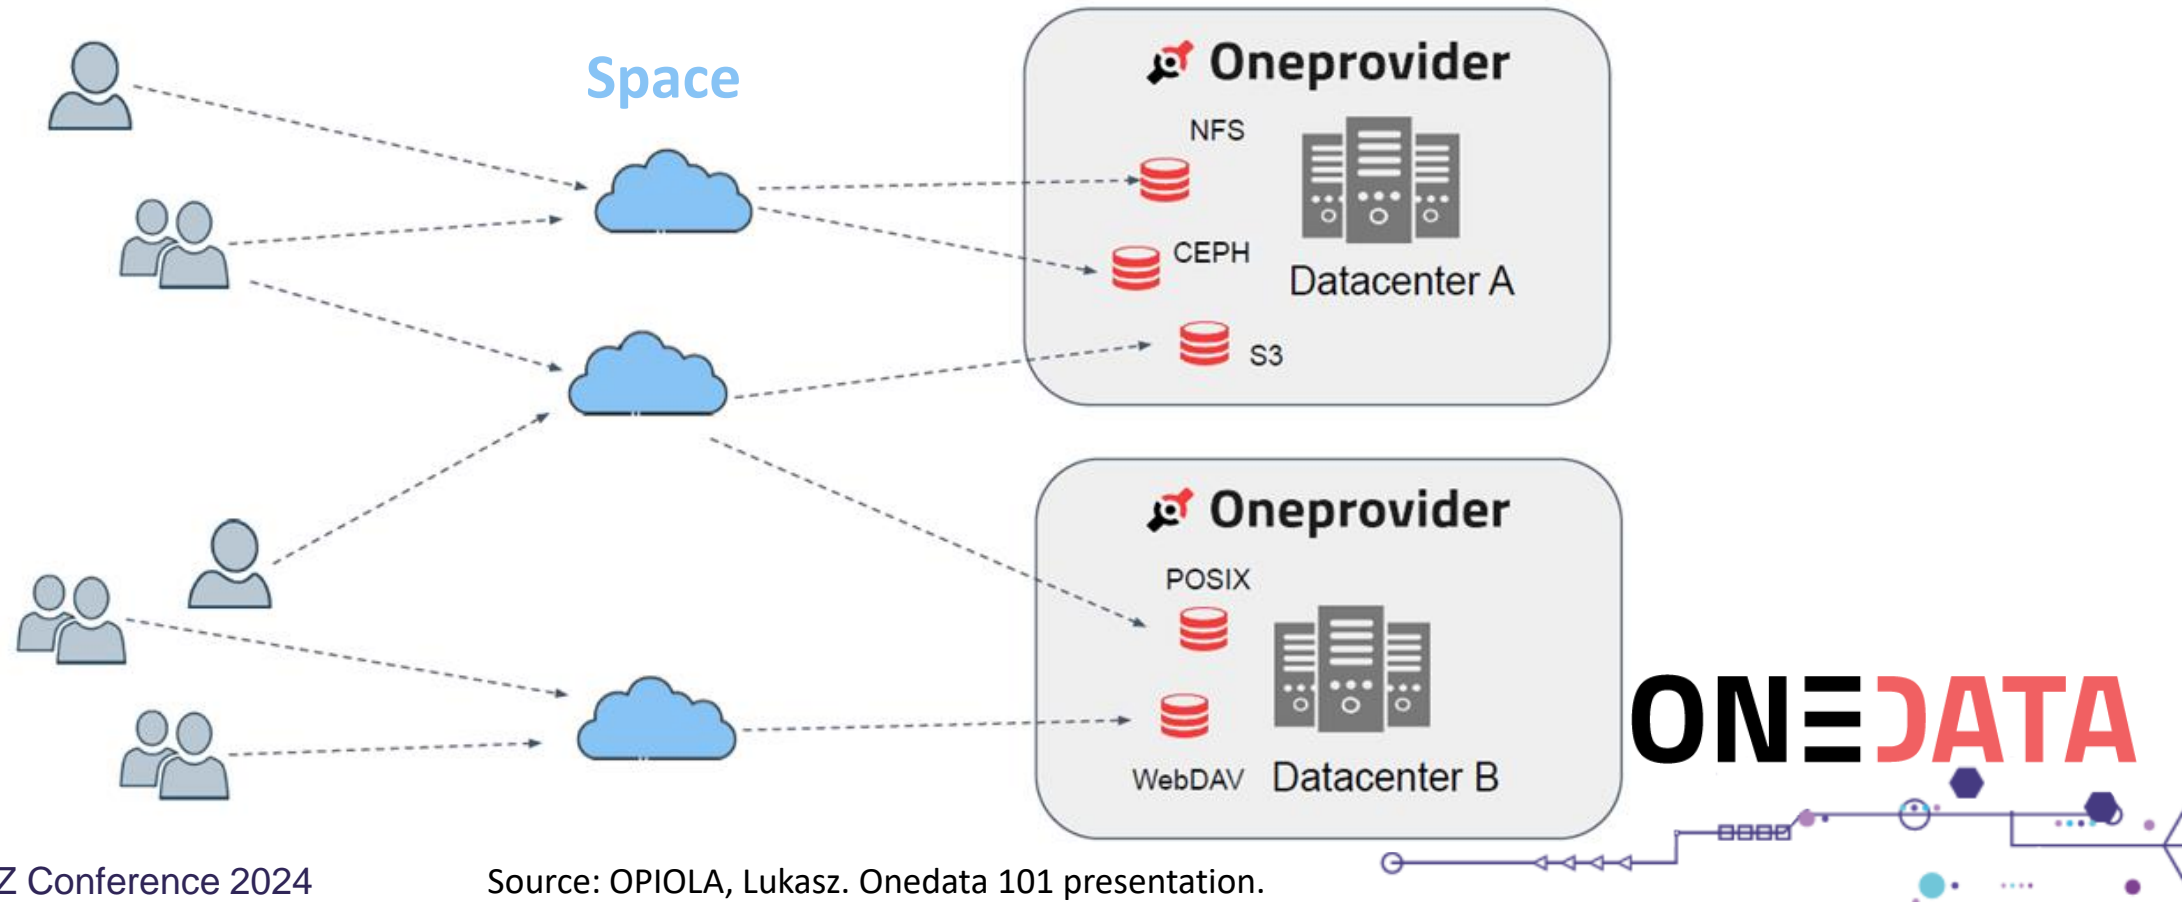 Space
Oneprovider
NFS
CEPH
Datacenter A
S3
Oneprovider
POSIX
WebDAV
Datacenter B
ONEDATA
Z Conference 2024
Source: OPIOLA, Lukasz. Onedata 101 presentation.